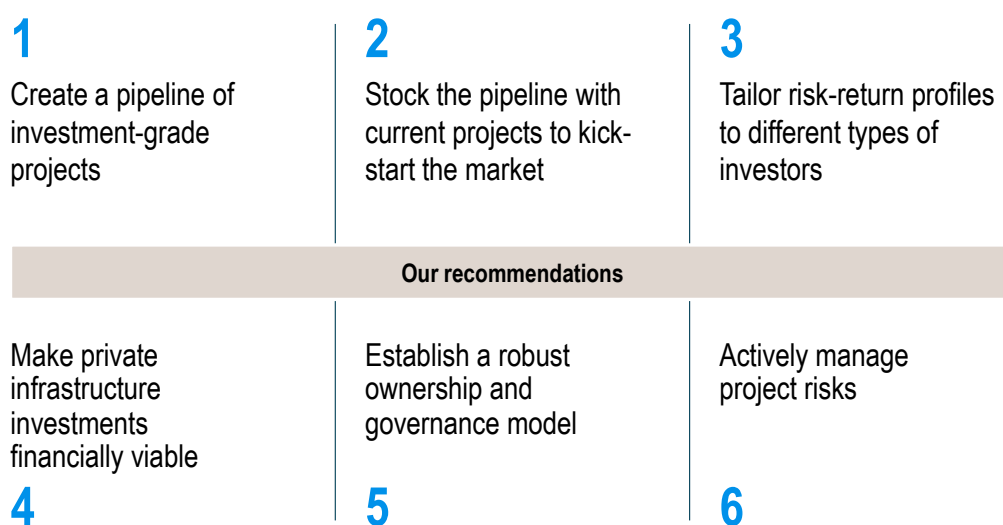 1
Create a pipeline of
investment-grade
projects
2
Stock the pipeline with
current projects to kick-
start the market
3
Tailor risk-return profiles
to different types of
investors
Our recommendations
Make private
infrastructure
investments
financially viable
4
Establish a robust
ownership and
governance model
5
Actively manage
project risks
6